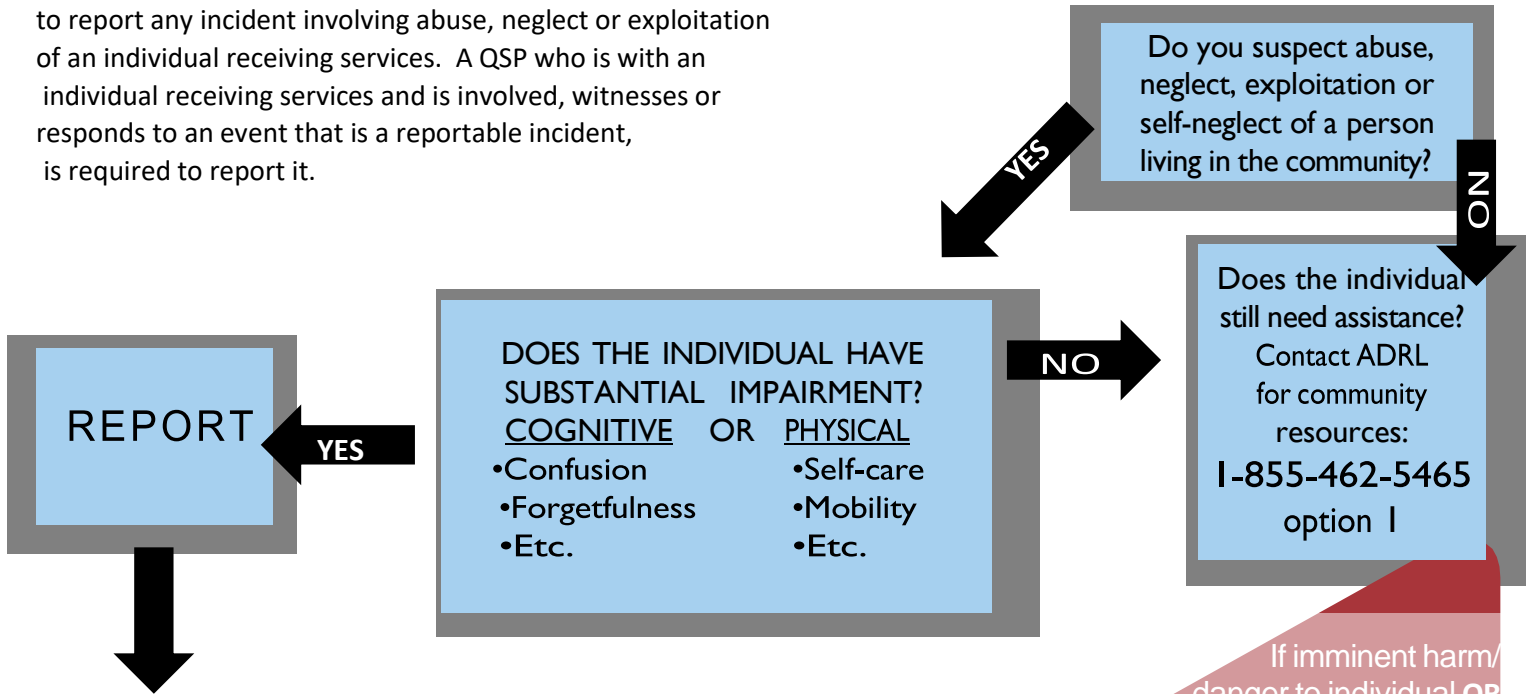 to report any incident involving abuse, neglect or exploitation
of an individual receiving services. A QSP who is with an
individual receiving services and is involved, witnesses or
responds to an event that is a reportable incident,
is required to report it.
Do you suspect abuse,
neglect, exploitation or
self-neglect of a person
living in the community?
YES
NO
DOES THE INDIVIDUAL HAVE
SUBSTANTIAL IMPAIRMENT?
COGNITIVE OR PHYSICAL
•Confusion •Self-care
•Forgetfulness •Mobility
•Etc. •Etc.
NO
Does the individual
still need assistance?
Contact ADRL
for community
resources:
1-855-462-5465
option 1
YES
REPORT
If imminent harm/
danger to individual OR